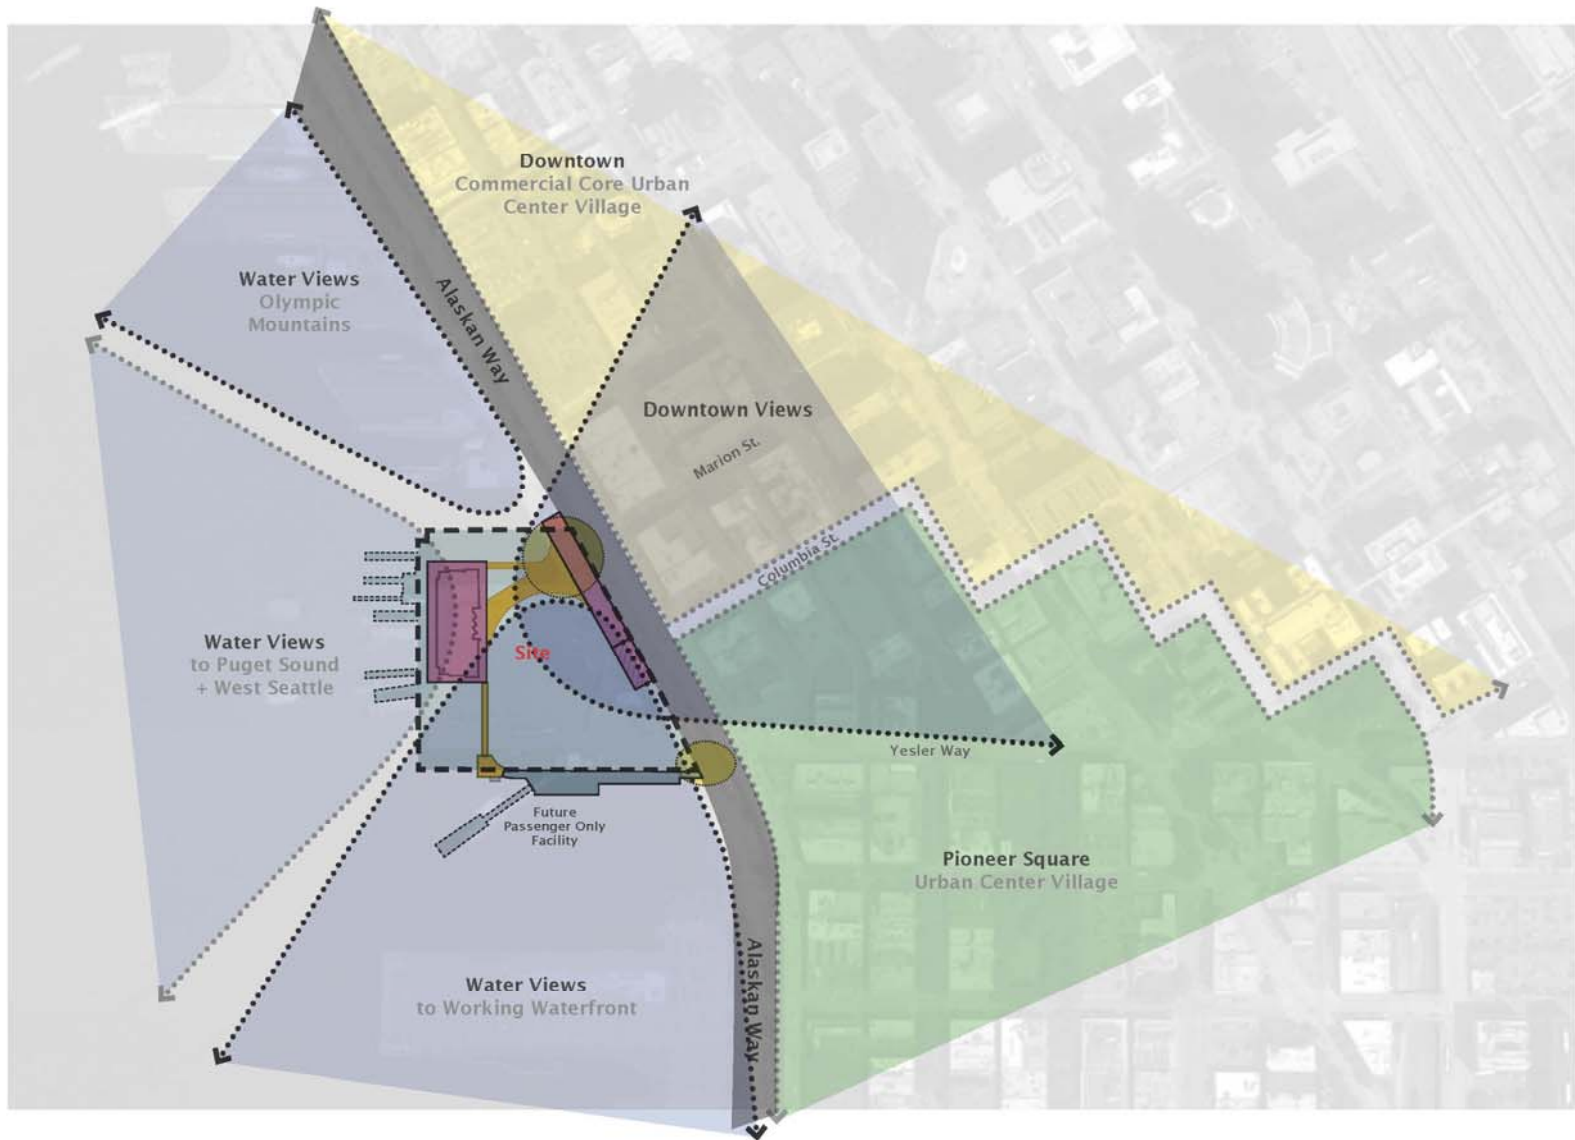 Downtown
Commercial Core Urban
Center Village
Water Views
Olympic
Mountains
Alaskan Way
Downtown Views
Marion St.
Columbia St.
Water Views
to Puget Sound
+ West Seattle
Site
Yesler Way
Future
Passenger Only
Facility
Pioneer Square
Urban Center Village
Water Views
to Working Waterfront
Alaskan Way